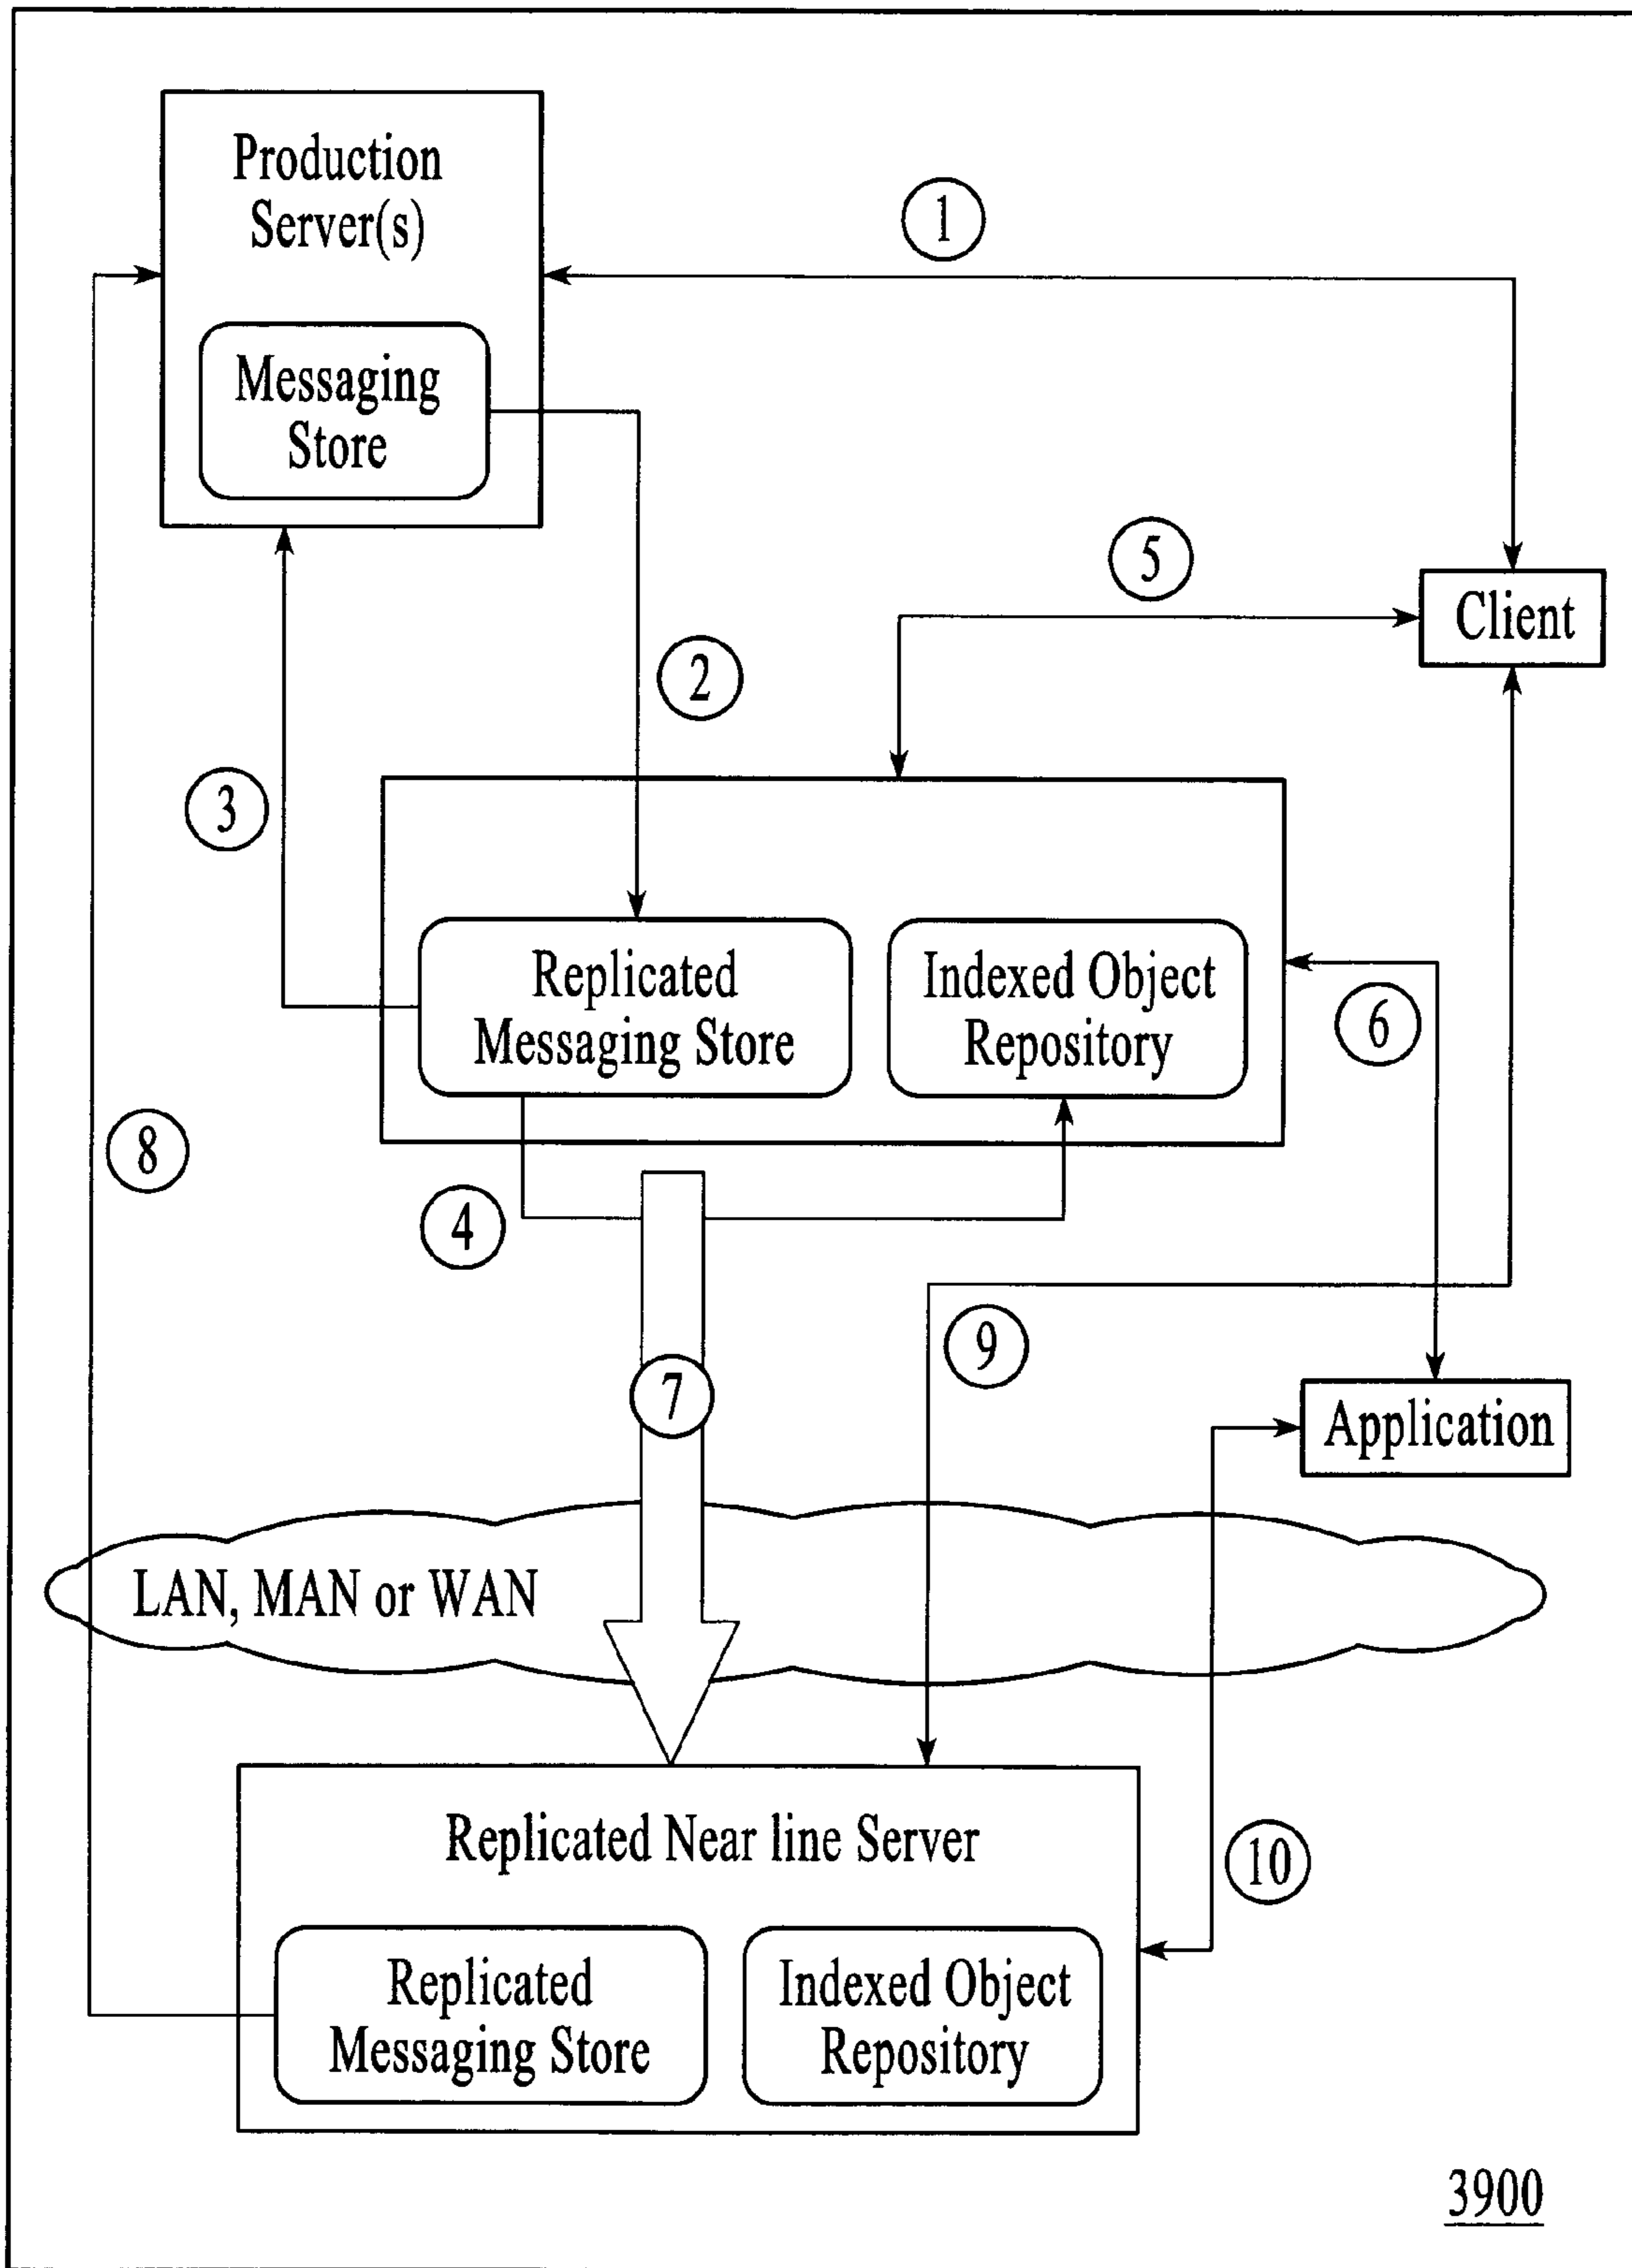 Production
Server(s)
1
Messaging
Store
5
Client
2
3
Replicated
Messaging Store
Indexed Object
Repository
6
8
4
9
7
Application
LAN, MAN or WAN
Replicated Near line Server
10
Replicated
Messaging Store
Indexed Object
Repository
3900